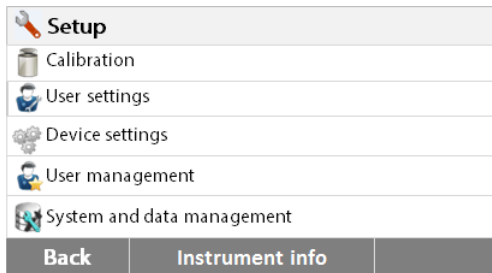 Setup
Calibration
User settings
Device settings
User management
System and data management
Back Instrument info